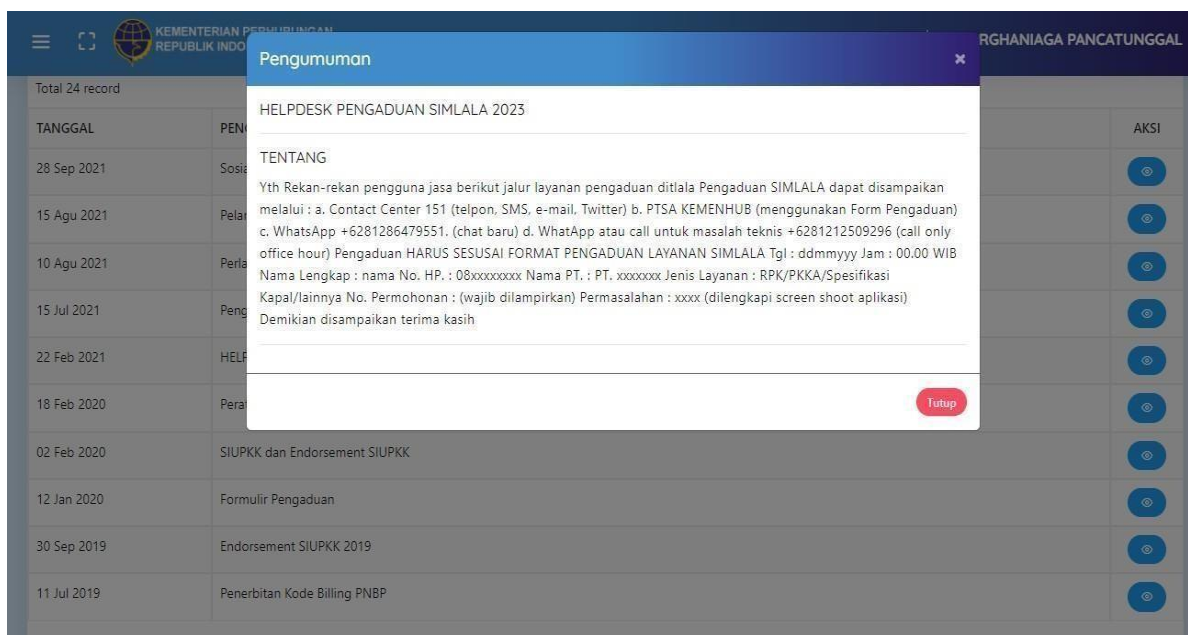 KEMENTERIAN PERHUBUNGAN
REPUBLIK INDO
RGHANIAGA PANCATUNGGAL
Pengumuman
×
HELPDESK PENGADUAN SIMLALA 2023
TENTANG
Yth Rekan-rekan pengguna jasa berikut jalur layanan pengaduan ditlala Pengaduan SIMLALA dapat disampaikan
melalui : a. Contact Center 151 (telpon, SMS, e-mail, Twitter) b. PTSA KEMENHUB (menggunakan Form Pengaduan)
c. WhatsApp +6281286479551. (chat baru) d. WhatApp atau call untuk masalah teknis +6281212509296 (call only
office hour) Pengaduan HARUS SESUSAI FORMAT PENGADUAN LAYANAN SIMLALA Tgl : ddmmyyy Jam : 00.00 WIB
Nama Lengkap : nama No. HP. : 08xxxxxxxx Nama PT. : PT. xxxxxxx Jenis Layanan : RPK/PKKA/Spesifikasi
Kapal/lainnya No. Permohonan : (wajib dilampirkan) Permasalahan : xxxx (dilengkapi screen shoot aplikasi)
Demikian disampaikan terima kasih
Tutup
Total 24 record
TANGGAL PEN AKSI
28 Sep 2021 Sosia
15 Agu 2021 Pelan
10 Agu 2021 Perla
15 Jul 2021 Peng
22 Feb 2021 HELP
18 Feb 2020 Perat
02 Feb 2020 SIUPKK dan Endorsement SIUPKK
12 Jan 2020 Formulir Pengaduan
30 Sep 2019 Endorsement SIUPKK 2019
11 Jul 2019 Penerbitan Kode Billing PNBP